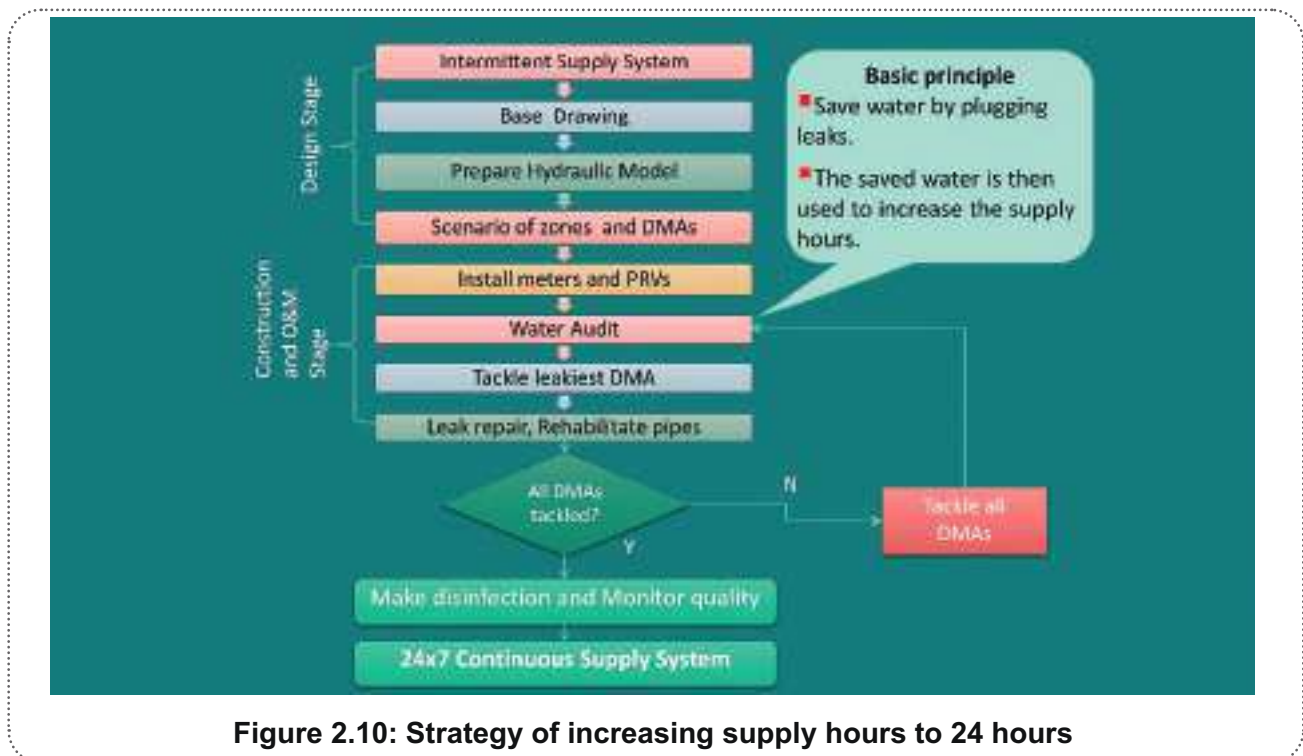 Design Stage
Intermittent Supply System
Base Drawing
Prepare Hydraulic Model
Scenario of zones and DMAs
Basic principle
Save water by plugging
leaks.
The saved water is then
used to increase the supply
hours.
Construction
and O&M
Stage
Install meters and PRVs
Water Audit
Tackle leakiest DMA
Leak repair, Rehabilitate pipes
All DMAs
tackled?
N
Tackle all
DMAs
Y
Make disinfection and Monitor quality
24x7 Continuous Supply System
Figure 2.10: Strategy of increasing supply hours to 24 hours